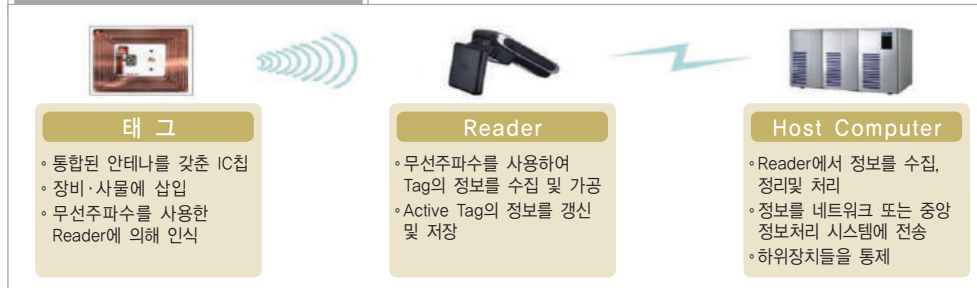 태 그
◦ 통합된 안테나를 갖춘 IC칩
◦ 장비·사물에 삽입
◦ 무선주파수를 사용한
Reader에 의해 인식
Reader
◦무선주파수를 사용하여
Tag의 정보를 수집 및 가공
◦Active Tag의 정보를 갱신
및 저장
Host Computer
◦Reader에서 정보를 수집,
정리및 처리
◦정보를 네트워크 또는 중앙
정보처리 시스템에 전송
◦하위장치들을 통제